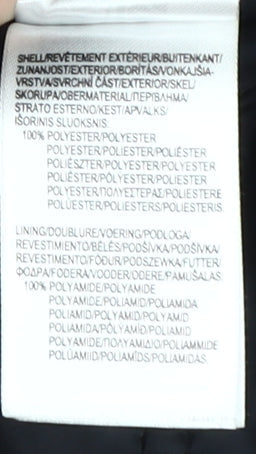 SHELL/REVÊTEMENT EXTÉRIEUR/BUITENKANT/
ZUNANJOST/EXTERIOR/BORÍTÁS/VONKAJŠIA-
VRSTVA/SVRCHNÍ ČÁST/EXTERIOR/SKEL/
SKORUPA/OBERMATERIAL/ПЕРІВЛНМА/
STRATO ESTERNO/KEST/APVALKS/
IŠORINIS SLUOKSNIS
100% POLYESTER/POLYESTER
POLYESTER/POLIESTER/POLIÉSTER
POLIÉSZTER/POLYESTER/POLYESTER
POLIÉSTER/PÓLYESTER/POLIESTER
POLYESTER/ΠΟΛΥΕΣΤΕΡΑΣ/POLIESTERE
POLÜESTER/POLIESTERS/POLIESTERIS
LINING/DOUBLURE/VOERING/PODLOGA/
REVESTIMIENTO/BÉLÉS/PODŠÍVKA/PODŠÍVKA/
REVESTIMENTO/FÓÐUR/PODSZEWKA/FUTTER/
ΦΟΔΡΑ/FODERA/VOODER/ODERE/PAMUŠALAS
100% POLYAMIDE/POLYAMIDE
POLYAMIDE/POLIAMID/POLIAMIDA
POLIAMID/POLYAMID/POLYAMID
POLIAMIDA/PÓLYAMÍÐ/POLIAMID
POLYAMIDE/ΠΟΛΥΑΜΙΔΙΟ/POLIAMMIDE
POLÜAMIID/POLIAMĪDS/POLIAMIDAS